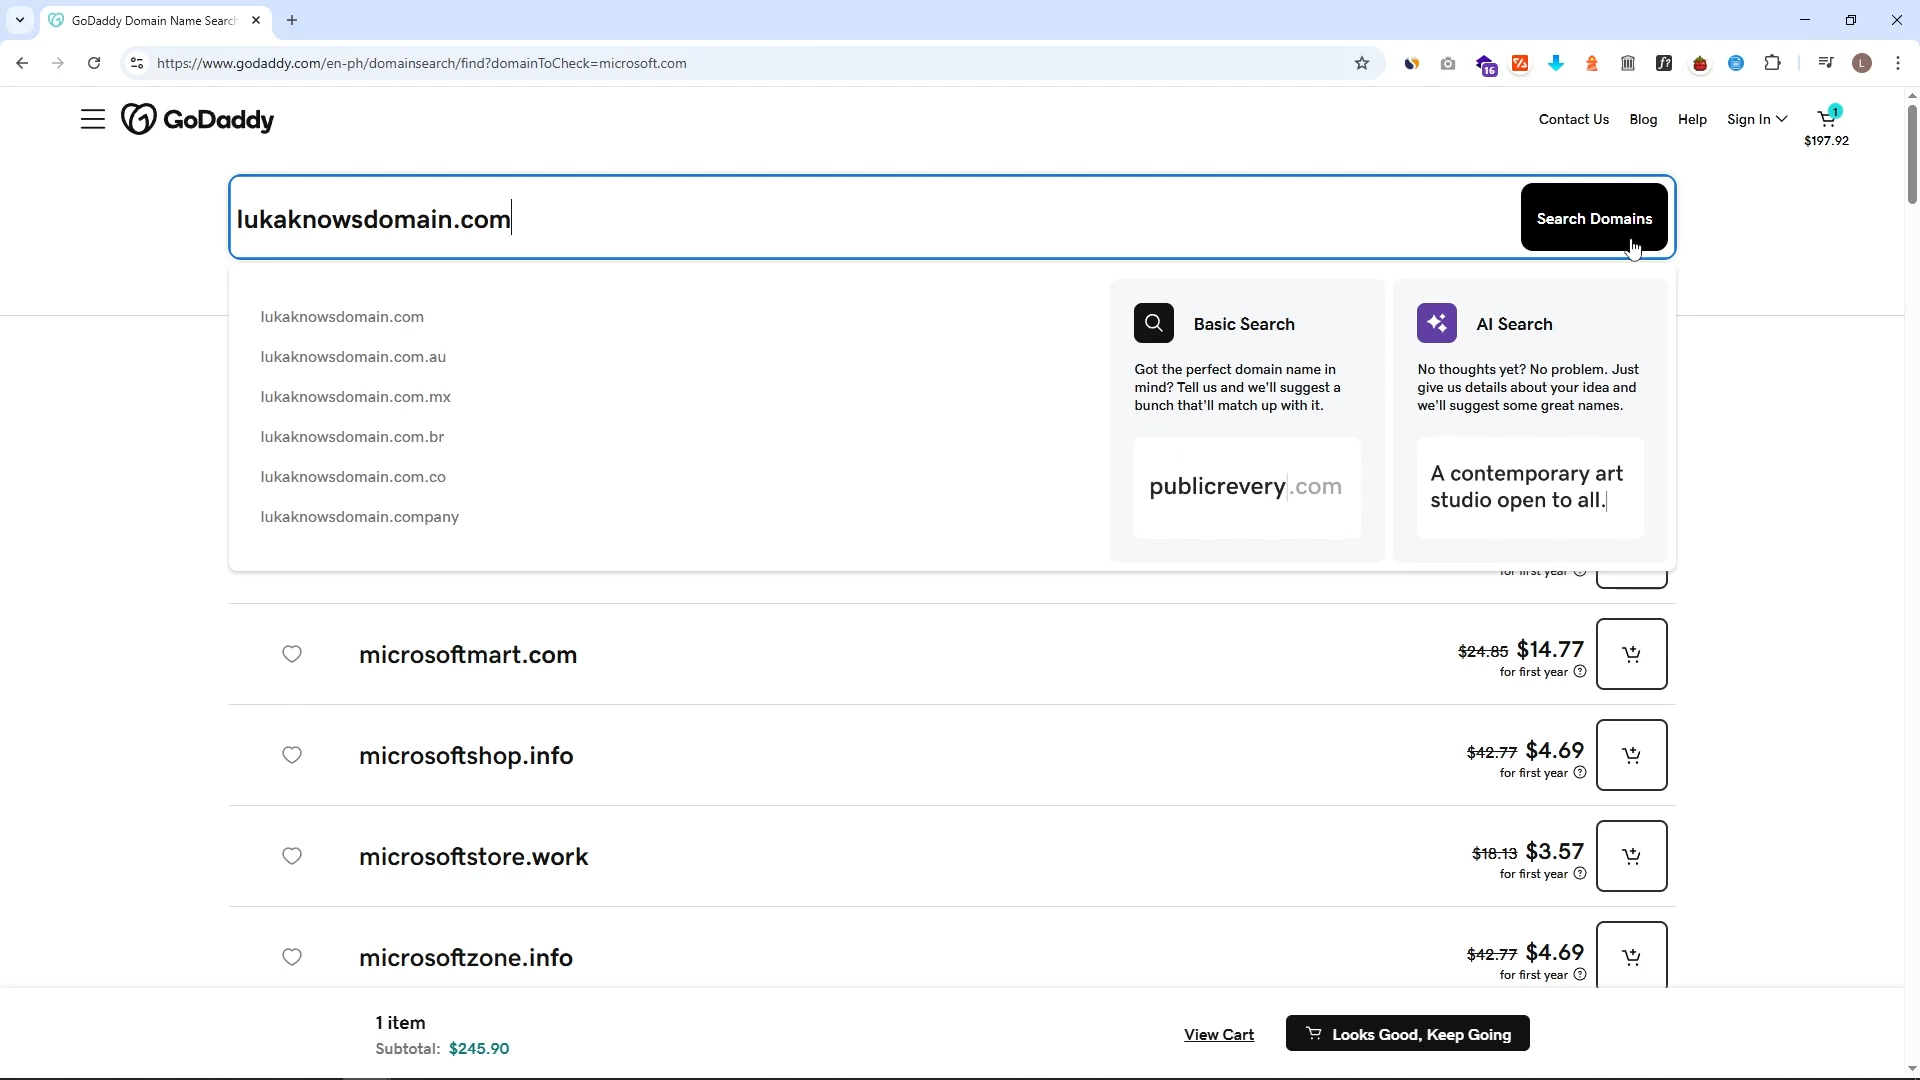 GoDaddy Domain Name Search
https://www.godaddy.com/en-ph/domainsearch/find?domainToCheck=microsoft.com
16
L
GoDaddy
Contact Us
Blog
Help
Sign In
1
$197.92
lukaknowsdomain.com
Search Domains
lukaknowsdomain.com
lukaknowsdomain.com.au
lukaknowsdomain.com.mx
lukaknowsdomain.com.br
lukaknowsdomain.com.co
lukaknowsdomain.company
Basic Search
Got the perfect domain name in
mind? Tell us and we'll suggest a
bunch that'll match up with it.
publicrevery.com
AI Search
No thoughts yet? No problem. Just
give us details about your idea and
we'll suggest some great names.
A contemporary art
studio open to all.
for first year
microsoftmart.com
$24.85 $14.77
for first year
microsoftshop.info
$42.77 $4.69
for first year
microsoftstore.work
$18.13 $3.57
for first year
microsoftzone.info
$42.77 $4.69
for first year
1 item
Subtotal: $245.90
View Cart
Looks Good, Keep Going